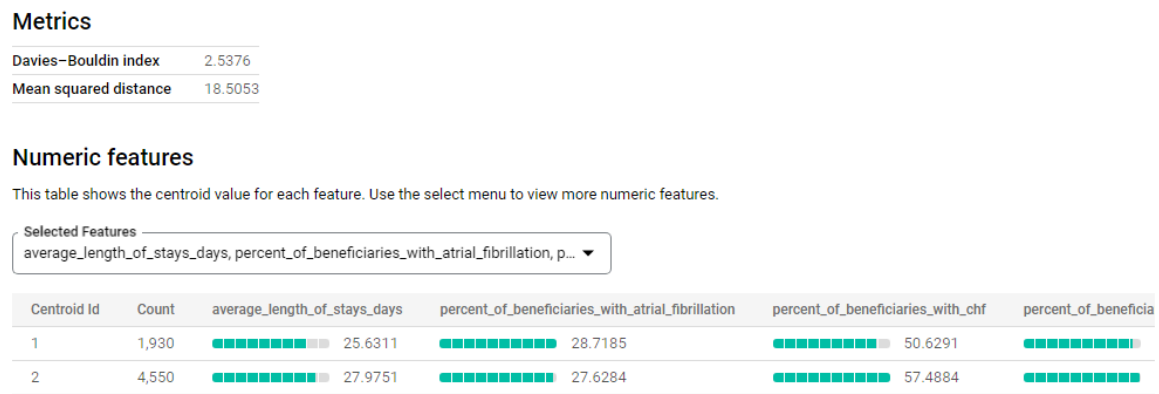 Metrics
Davies–Bouldin index 2.5376
Mean squared distance 18.5053
Numeric features
This table shows the centroid value for each feature. Use the select menu to view more numeric features.
Selected Features
average_length_of_stays_days, percent_of_beneficiaries_with_atrial_fibrillation, p...
Centroid Id Count average_length_of_stays_days percent_of_beneficiaries_with_atrial_fibrillation percent_of_beneficiaries_with_chf percent_of_beneficia
1 1,930 25.6311 28.7185 50.6291
2 4,550 27.9751 27.6284 57.4884